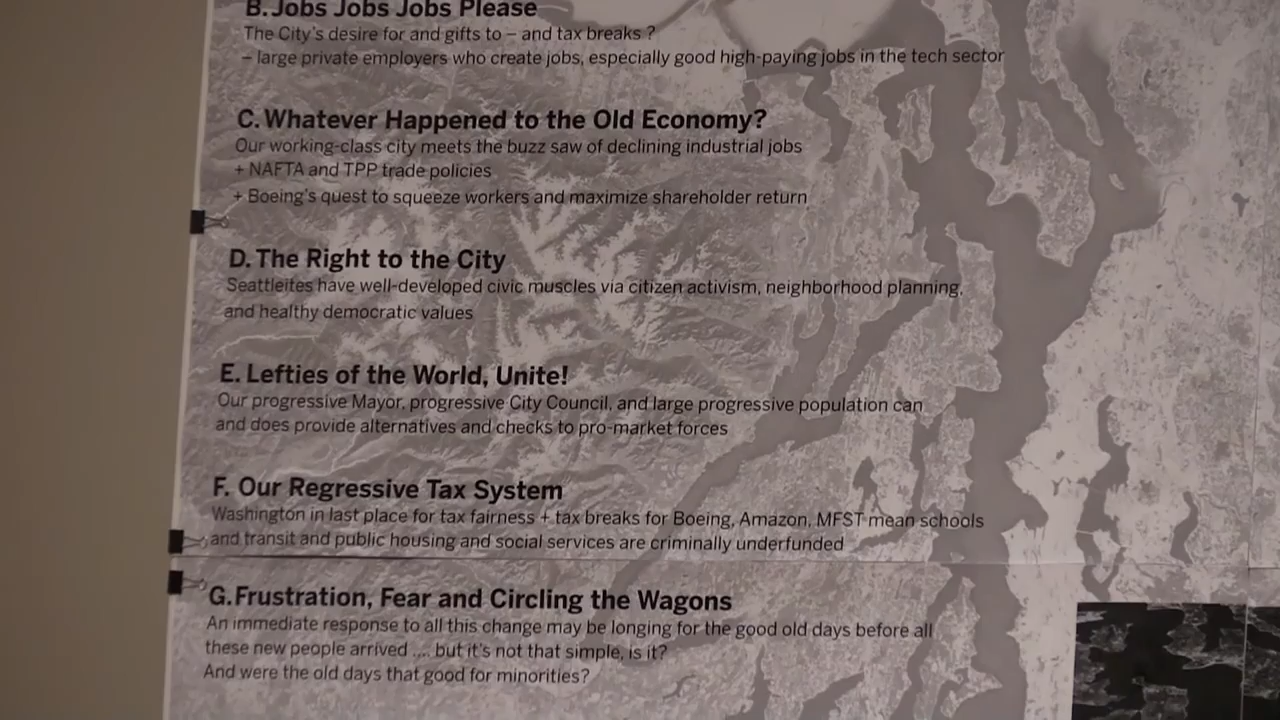 B. Jobs Jobs Jobs Please
The City's desire for and gifts to – and tax breaks ?
– large private employers who create jobs, especially good high-paying jobs in the tech sector
C. Whatever Happened to the Old Economy?
Our working-class city meets the buzz saw of declining industrial jobs
+ NAFTA and TPP trade policies
+ Boeing's quest to squeeze workers and maximize shareholder return
D. The Right to the City
Seattleites have well-developed civic muscles via citizen activism, neighborhood planning,
and healthy democratic values
E. Lefties of the World, Unite!
Our progressive Mayor, progressive City Council, and large progressive population can
and does provide alternatives and checks to pro-market forces
F. Our Regressive Tax System
Washington in last place for tax fairness + tax breaks for Boeing, Amazon, MFST mean schools
and transit and public housing and social services are criminally underfunded
G. Frustration, Fear and Circling the Wagons
An immediate response to all this change may be longing for the good old days before all
these new people arrived .... but it's not that simple, is it?
And were the old days that good for minorities?